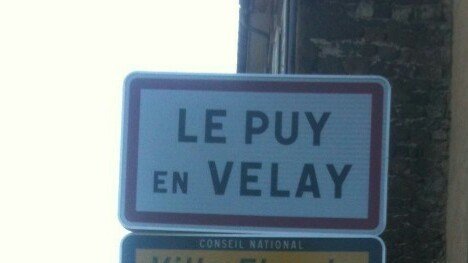 LE PUY
EN VELAY
CONSEIL NATIONAL